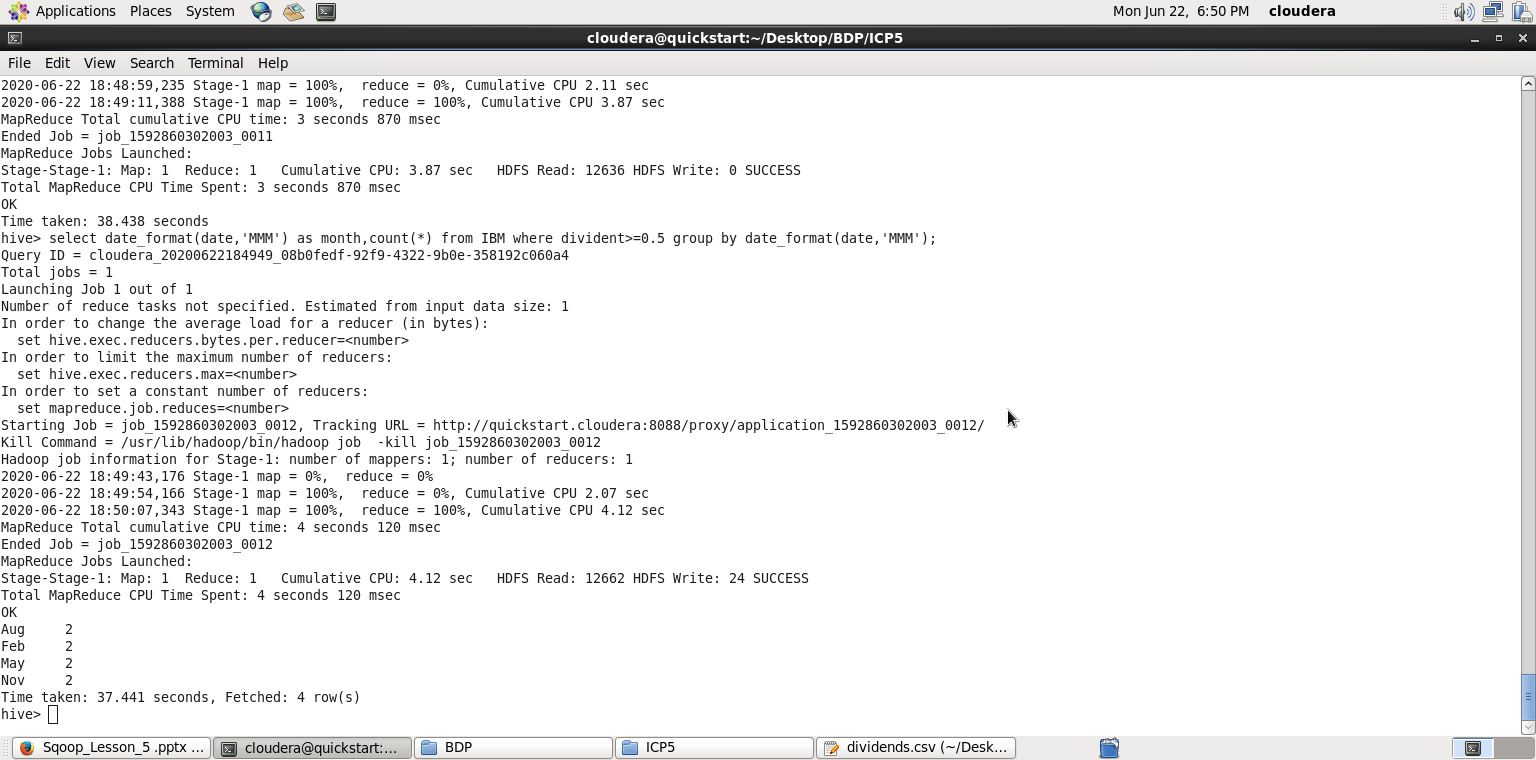 Applications Places System Mon Jun 22, 6:50 PM cloudera
cloudera@quickstart:~/Desktop/BDP/ICP5
File Edit View Search Terminal Help
2020-06-22 18:48:59,235 Stage-1 map = 100%,  reduce = 0%, Cumulative CPU 2.11 sec
2020-06-22 18:49:11,388 Stage-1 map = 100%,  reduce = 100%, Cumulative CPU 3.87 sec
MapReduce Total cumulative CPU time: 3 seconds 870 msec
Ended Job = job_1592860302003_0011
MapReduce Jobs Launched:
Stage-Stage-1: Map: 1  Reduce: 1   Cumulative CPU: 3.87 sec   HDFS Read: 12636 HDFS Write: 0 SUCCESS
Total MapReduce CPU Time Spent: 3 seconds 870 msec
OK
Time taken: 38.438 seconds
hive> select date_format(date,'MMM') as month,count(*) from IBM where divident>=0.5 group by date_format(date,'MMM');
Query ID = cloudera_20200622184949_08b0fedf-92f9-4322-9b0e-358192c060a4
Total jobs = 1
Launching Job 1 out of 1
Number of reduce tasks not specified. Estimated from input data size: 1
In order to change the average load for a reducer (in bytes):
  set hive.exec.reducers.bytes.per.reducer=<number>
In order to limit the maximum number of reducers:
  set hive.exec.reducers.max=<number>
In order to set a constant number of reducers:
  set mapreduce.job.reduces=<number>
Starting Job = job_1592860302003_0012, Tracking URL = http://quickstart.cloudera:8088/proxy/application_1592860302003_0012/
Kill Command = /usr/lib/hadoop/bin/hadoop job  -kill job_1592860302003_0012
Hadoop job information for Stage-1: number of mappers: 1; number of reducers: 1
2020-06-22 18:49:43,176 Stage-1 map = 0%,  reduce = 0%
2020-06-22 18:49:54,166 Stage-1 map = 100%,  reduce = 0%, Cumulative CPU 2.07 sec
2020-06-22 18:50:07,343 Stage-1 map = 100%,  reduce = 100%, Cumulative CPU 4.12 sec
MapReduce Total cumulative CPU time: 4 seconds 120 msec
Ended Job = job_1592860302003_0012
MapReduce Jobs Launched:
Stage-Stage-1: Map: 1  Reduce: 1   Cumulative CPU: 4.12 sec   HDFS Read: 12662 HDFS Write: 24 SUCCESS
Total MapReduce CPU Time Spent: 4 seconds 120 msec
OK
Aug     2
Feb     2
May     2
Nov     2
Time taken: 37.441 seconds, Fetched: 4 row(s)
hive>
Sqoop_Lesson_5 .pptx ... cloudera@quickstart:... BDP ICP5 dividends.csv (~/Desk...